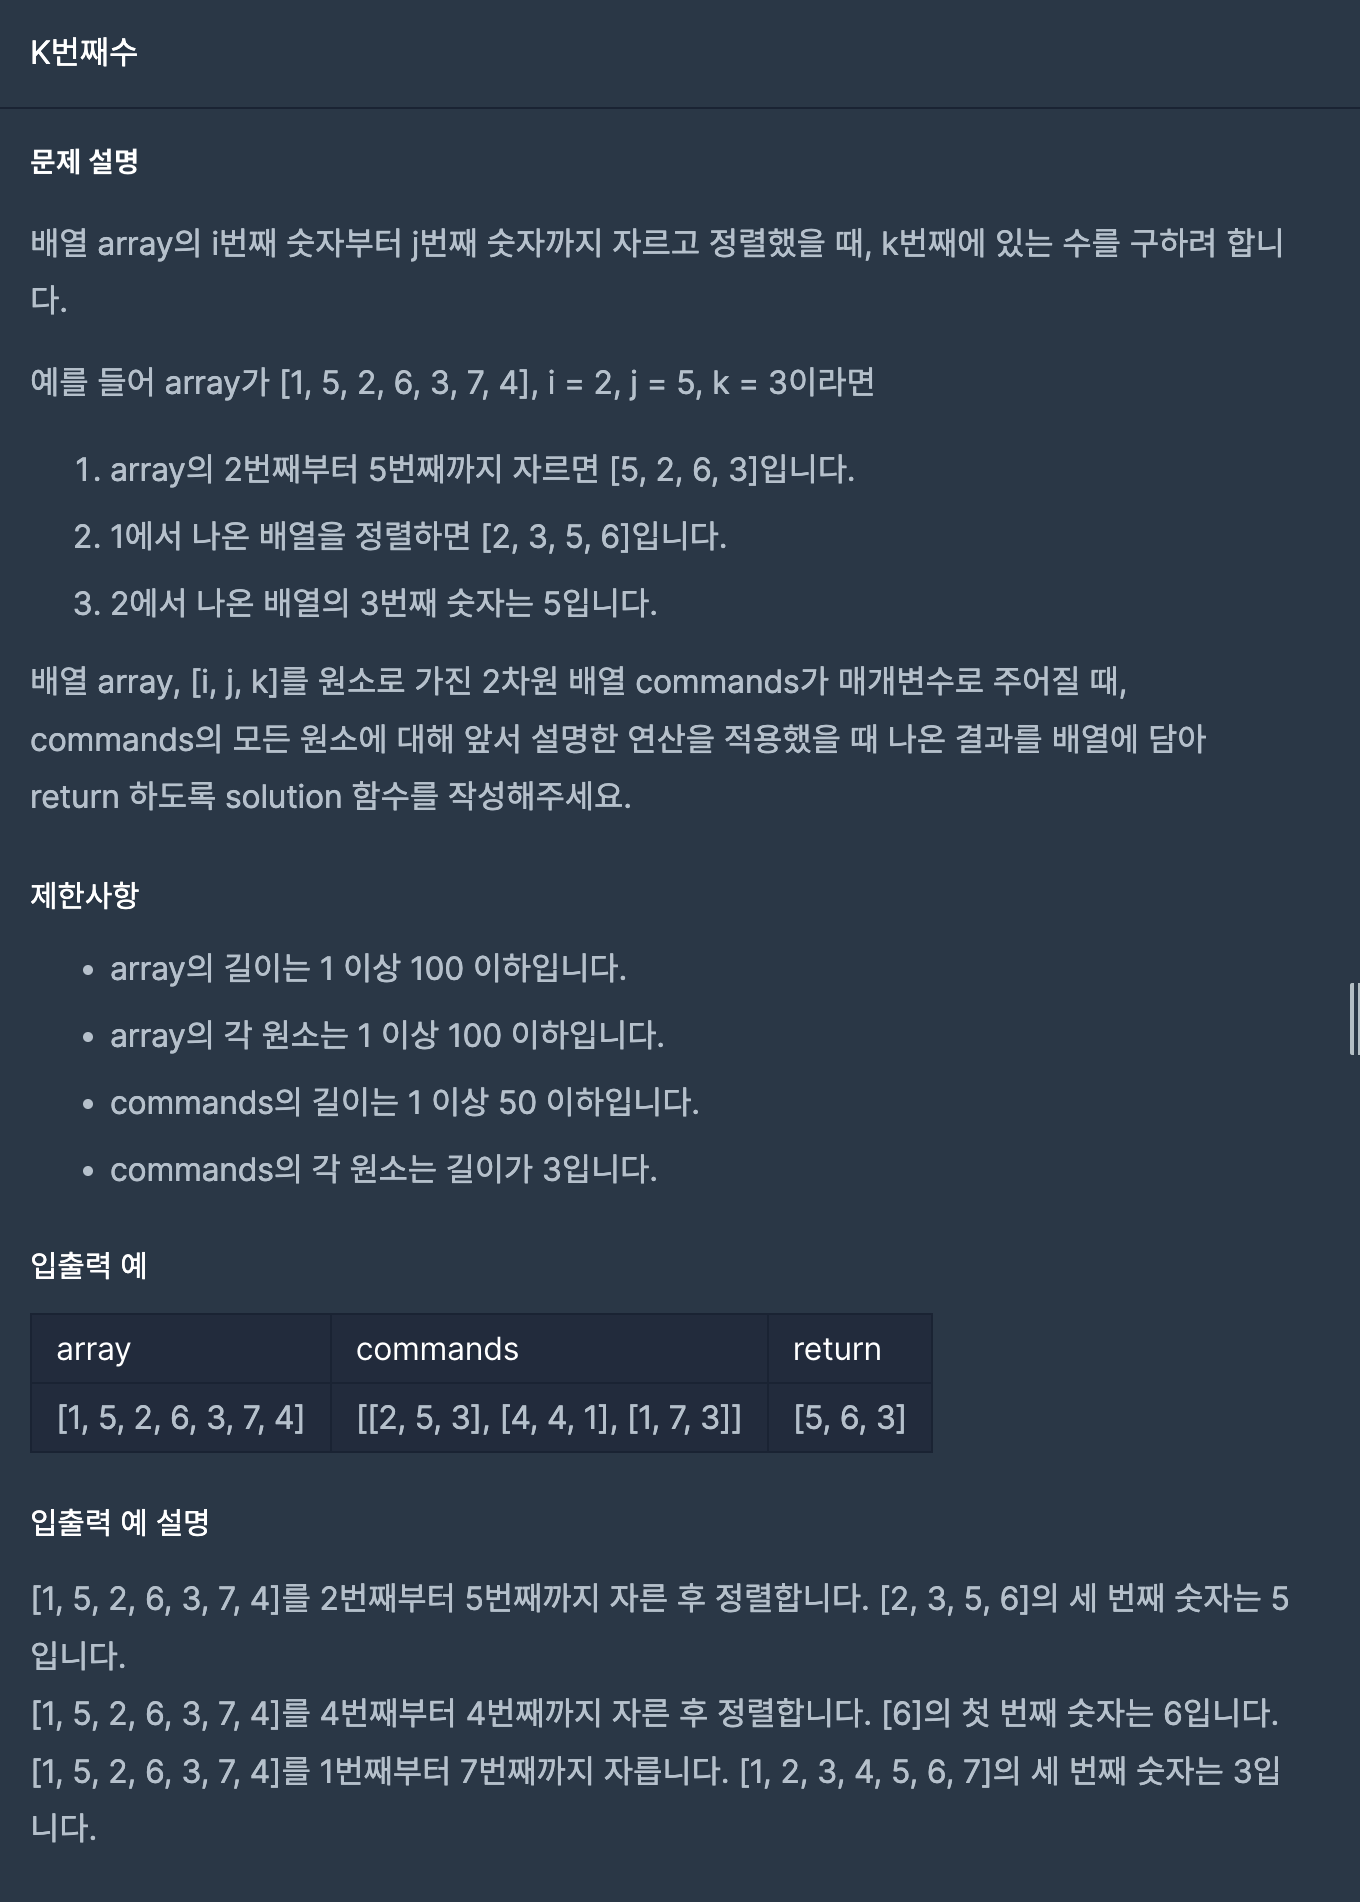 K번째수
문제 설명
배열 array의 i번째 숫자부터 j번째 숫자까지 자르고 정렬했을 때, k번째에 있는 수를 구하려 합니
다.
예를 들어 array가 [1, 5, 2, 6, 3, 7, 4], i = 2, j = 5, k = 3이라면
1. array의 2번째부터 5번째까지 자르면 [5, 2, 6, 3]입니다.
2. 1에서 나온 배열을 정렬하면 [2, 3, 5, 6]입니다.
3. 2에서 나온 배열의 3번째 숫자는 5입니다.
배열 array, [i, j, k]를 원소로 가진 2차원 배열 commands가 매개변수로 주어질 때,
commands의 모든 원소에 대해 앞서 설명한 연산을 적용했을 때 나온 결과를 배열에 담아
return 하도록 solution 함수를 작성해주세요.
제한사항
• array의 길이는 1 이상 100 이하입니다.
• array의 각 원소는 1 이상 100 이하입니다.
• commands의 길이는 1 이상 50 이하입니다.
• commands의 각 원소는 길이가 3입니다.
입출력 예
array commands return
[1, 5, 2, 6, 3, 7, 4] [[2, 5, 3], [4, 4, 1], [1, 7, 3]] [5, 6, 3]
입출력 예 설명
[1, 5, 2, 6, 3, 7, 4]를 2번째부터 5번째까지 자른 후 정렬합니다. [2, 3, 5, 6]의 세 번째 숫자는 5
입니다.
[1, 5, 2, 6, 3, 7, 4]를 4번째부터 4번째까지 자른 후 정렬합니다. [6]의 첫 번째 숫자는 6입니다.
[1, 5, 2, 6, 3, 7, 4]를 1번째부터 7번째까지 자릅니다. [1, 2, 3, 4, 5, 6, 7]의 세 번째 숫자는 3입
니다.